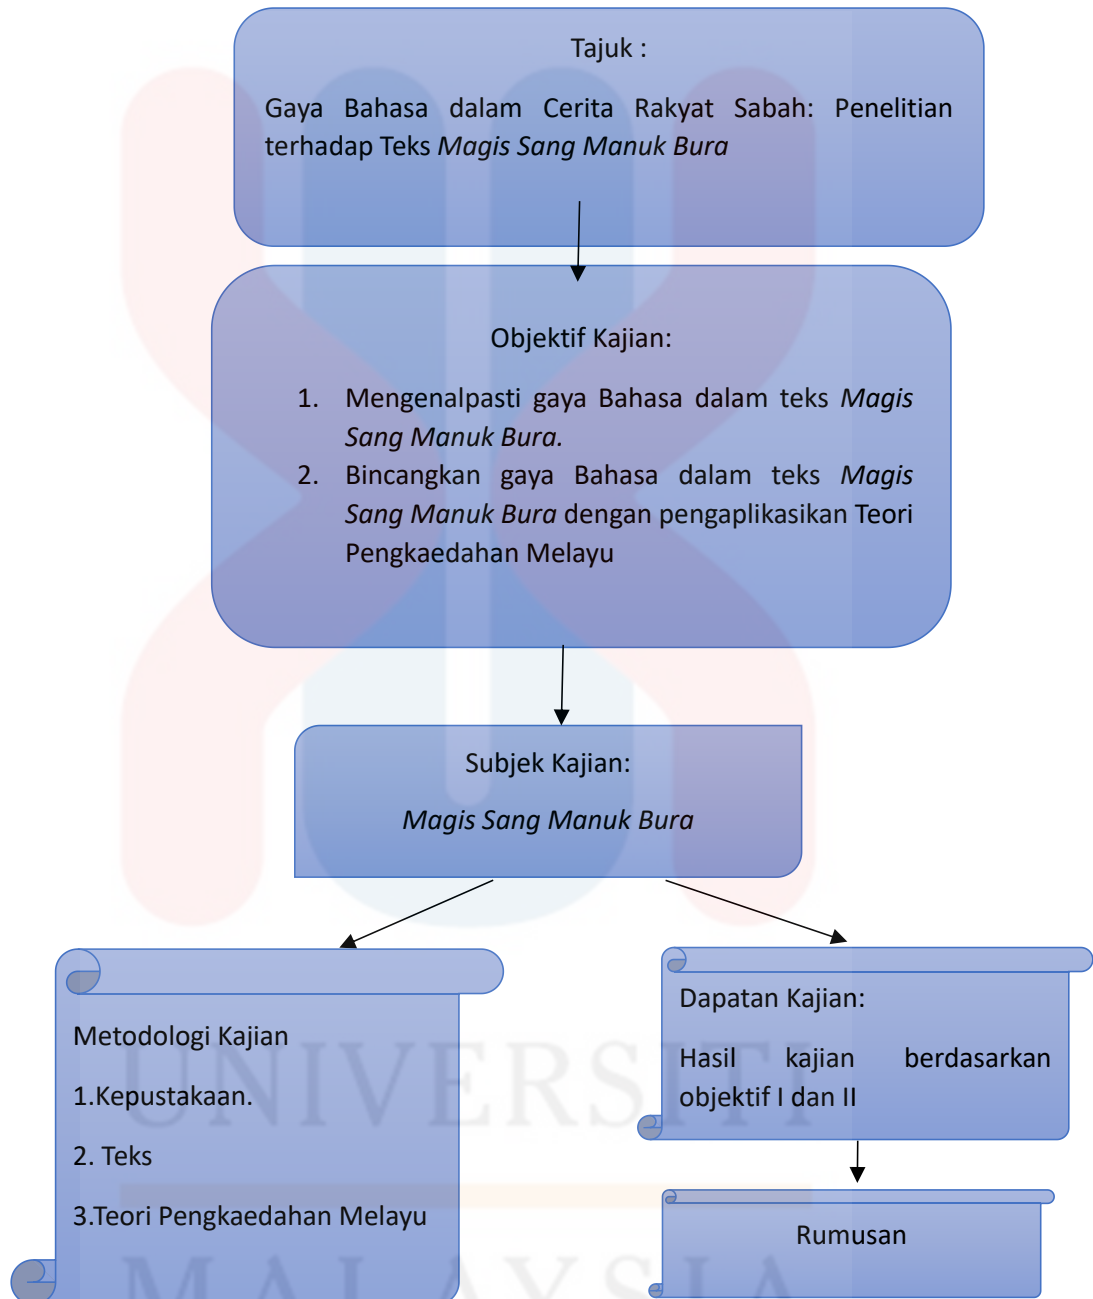 Tajuk :
Gaya Bahasa dalam Cerita Rakyat Sabah: Penelitian
terhadap Teks Magis Sang Manuk Bura
Objektif Kajian:
1. Mengenalpasti gaya Bahasa dalam teks Magis
Sang Manuk Bura.
2. Bincangkan gaya Bahasa dalam teks Magis
Sang Manuk Bura dengan pengaplikasikan Teori
Pengkaedahan Melayu
Subjek Kajian:
Magis Sang Manuk Bura
Metodologi Kajian
1.Kepustakaan.
2. Teks
3.Teori Pengkaedahan Melayu
Dapatan Kajian:
Hasil kajian berdasarkan
objektif I dan II
Rumusan
UNIVERSITI
MALAYSIA